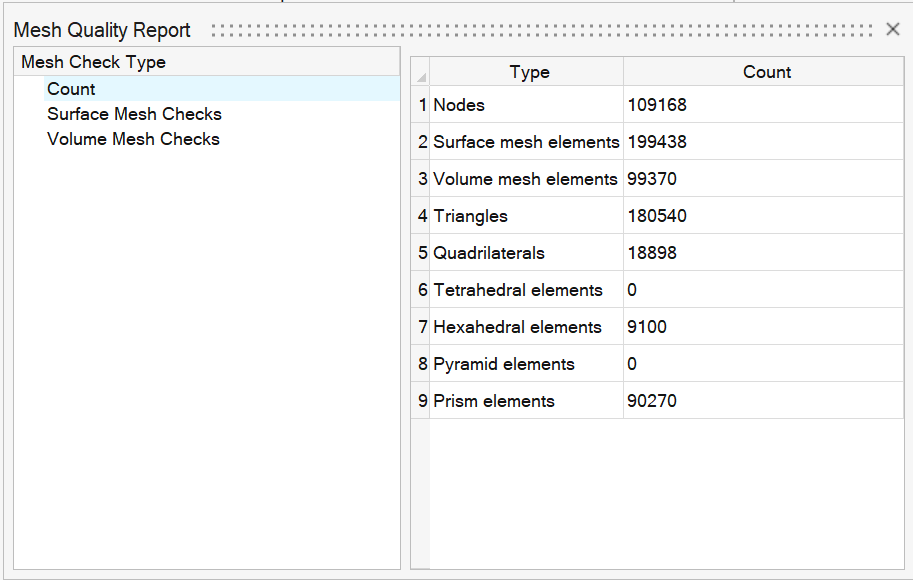 Mesh Quality Report
Mesh Check Type
Count
Surface Mesh Checks
Volume Mesh Checks
Type Count
1 Nodes 109168
2 Surface mesh elements 199438
3 Volume mesh elements 99370
4 Triangles 180540
5 Quadrilaterals 18898
6 Tetrahedral elements 0
7 Hexahedral elements 9100
8 Pyramid elements 0
9 Prism elements 90270